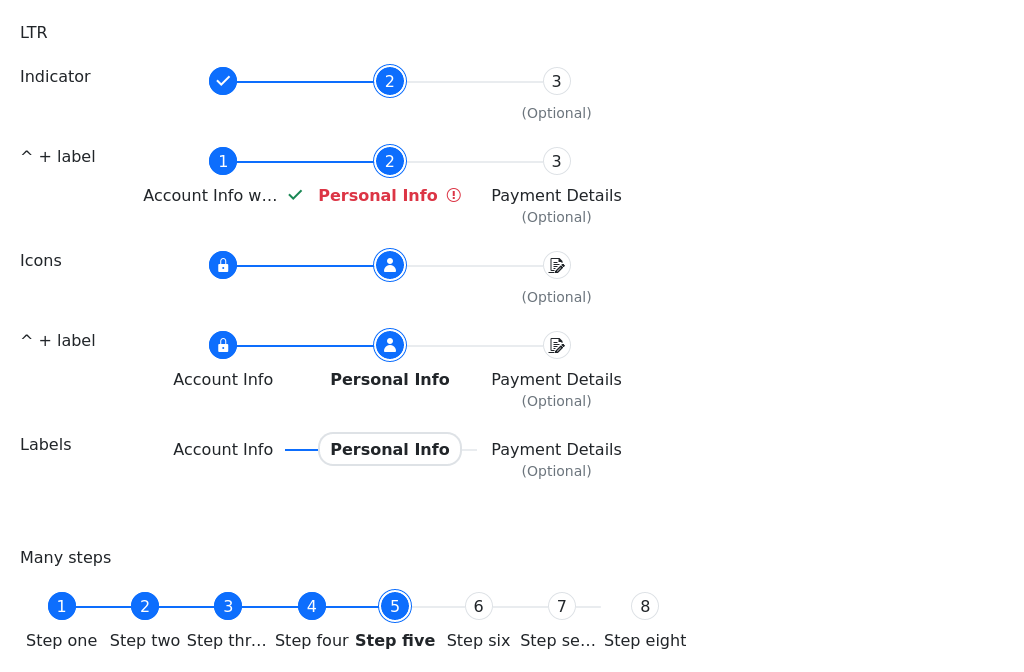 LTR
Indicator
2
3
(Optional)
^ + label
1
2
3
Account Info w...
Personal Info
Payment Details
(Optional)
Icons
(Optional)
^ + label
Account Info
Personal Info
Payment Details
(Optional)
Labels
Account Info
Personal Info
Payment Details
(Optional)
Many steps
1
2
3
4
5
6
7
8
Step one
Step two
Step thr...
Step four
Step five
Step six
Step se...
Step eight